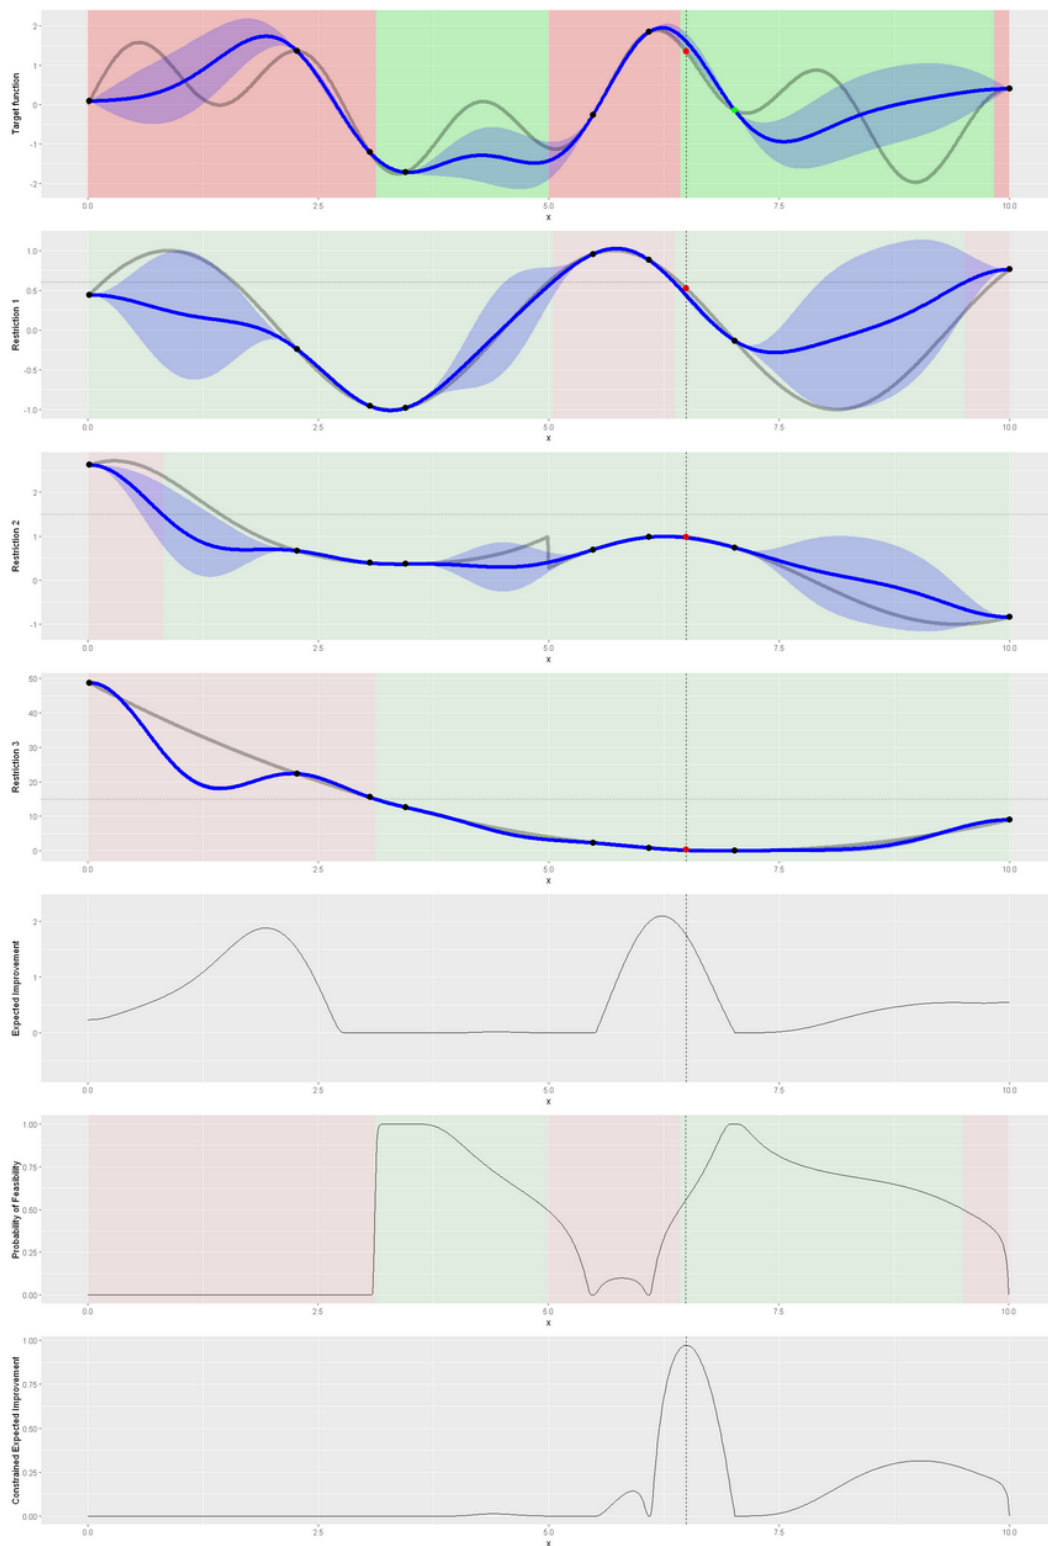 Target function
2
1
0
-1
-2
0.0 2.5 5.0 7.5 10.0
x
Restriction 1
1.0
0.5
0.0
-0.5
-1.0
0.0 2.5 5.0 7.5 10.0
x
Restriction 2
2
1
0
-1
0.0 2.5 5.0 7.5 10.0
x
Restriction 3
50
40
30
20
10
0
0.0 2.5 5.0 7.5 10.0
x
Expected Improvement
2
1
0
0.0 2.5 5.0 7.5 10.0
x
Probability of Feasibility
1.00
0.75
0.50
0.25
0.00
0.0 2.5 5.0 7.5 10.0
x
Constrained Expected Improvement
1.00
0.75
0.50
0.25
0.00
0.0 2.5 5.0 7.5 10.0
x